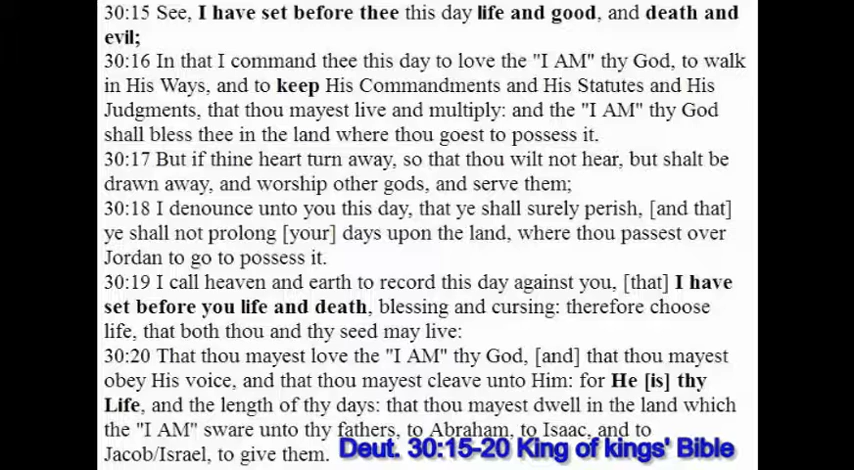 30:15 See, I have set before thee this day life and good, and death and
evil;
30:16 In that I command thee this day to love the "I AM" thy God, to walk
in His Ways, and to keep His Commandments and His Statutes and His
Judgments, that thou mayest live and multiply: and the "I AM" thy God
shall bless thee in the land where thou goest to possess it.
30:17 But if thine heart turn away, so that thou wilt not hear, but shalt be
drawn away, and worship other gods, and serve them;
30:18 I denounce unto you this day, that ye shall surely perish, [and that]
ye shall not prolong [your] days upon the land, where thou passest over
Jordan to go to possess it.
30:19 I call heaven and earth to record this day against you, [that] I have
set before you life and death, blessing and cursing: therefore choose
life, that both thou and thy seed may live:
30:20 That thou mayest love the "I AM" thy God, [and] that thou mayest
obey His voice, and that thou mayest cleave unto Him: for He [is] thy
Life, and the length of thy days: that thou mayest dwell in the land which
the "I AM" sware unto thy fathers, to Abraham, to Isaac, and to
Jacob/Israel, to give them.
Deut. 30:15-20 King of kings' Bible